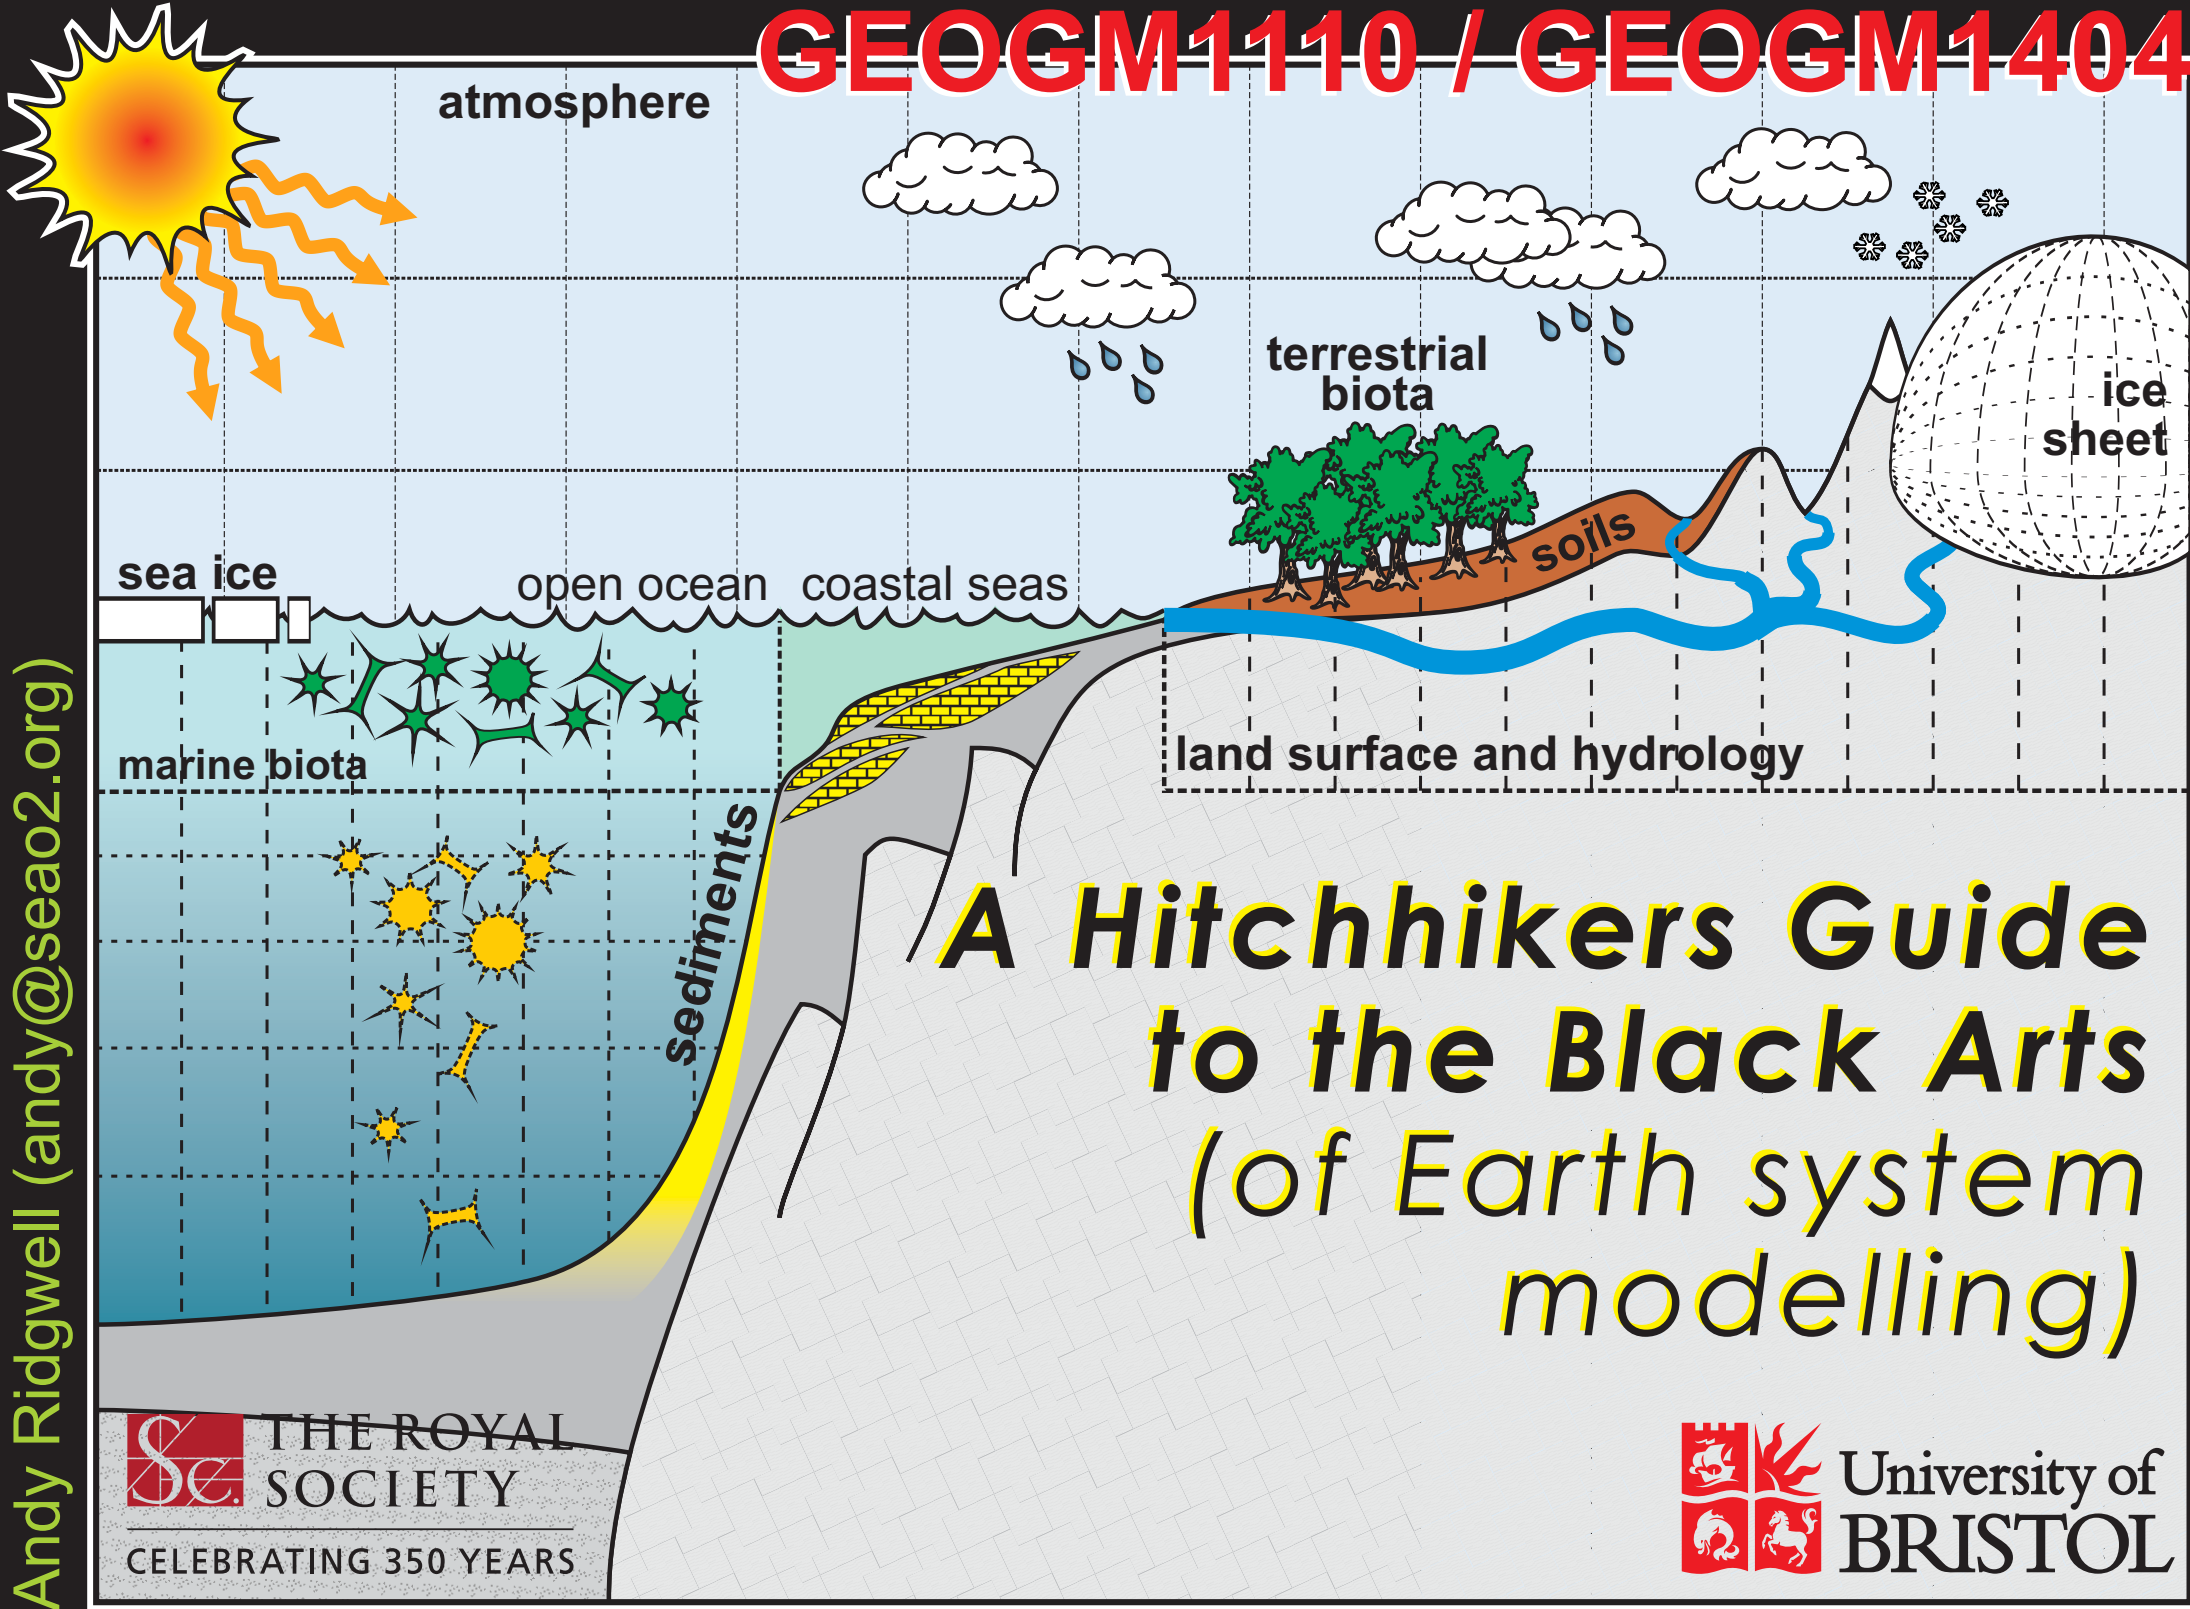 GEOGM1110 / GEOGM1404
atmosphere
terrestrial
biota
ice
sheet
soils
sea ice
open ocean
coastal seas
marine biota
land surface and hydrology
sediments
A Hitchhikers Guide
to the Black Arts
(of Earth system
modelling)
Andy Ridgwell (andy@seao2.org)
THE ROYAL
SOCIETY
CELEBRATING 350 YEARS
University of
BRISTOL